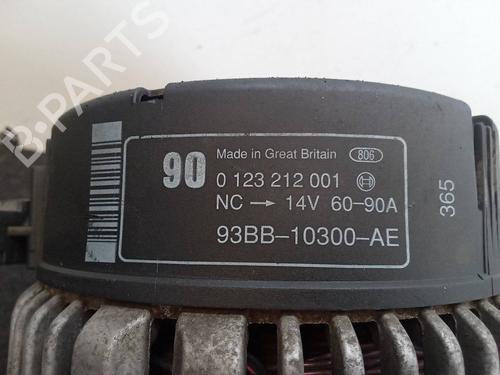 B-PARTS
90
Made in Great Britain 806
0 123 212 001
NC → 14V 60-90A
93BB-10300-AE
365